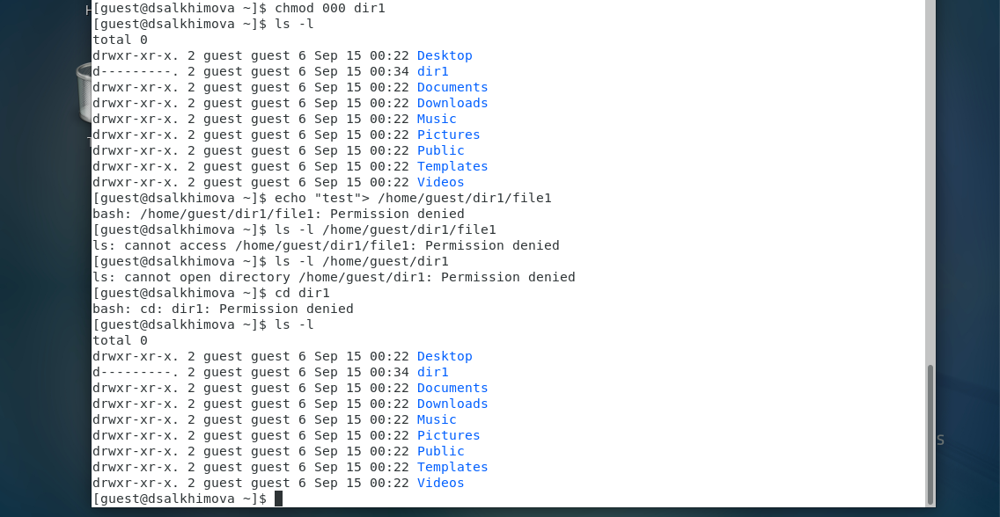 [guest@dsalkhimova ~]$ chmod 000 dir1
[guest@dsalkhimova ~]$ ls -l
total 0
drwxr-xr-x. 2 guest guest 6 Sep 15 00:22 Desktop
d---------. 2 guest guest 6 Sep 15 00:34 dir1
drwxr-xr-x. 2 guest guest 6 Sep 15 00:22 Documents
drwxr-xr-x. 2 guest guest 6 Sep 15 00:22 Downloads
drwxr-xr-x. 2 guest guest 6 Sep 15 00:22 Music
drwxr-xr-x. 2 guest guest 6 Sep 15 00:22 Pictures
drwxr-xr-x. 2 guest guest 6 Sep 15 00:22 Public
drwxr-xr-x. 2 guest guest 6 Sep 15 00:22 Templates
drwxr-xr-x. 2 guest guest 6 Sep 15 00:22 Videos
[guest@dsalkhimova ~]$ echo "test"> /home/guest/dir1/file1
bash: /home/guest/dir1/file1: Permission denied
[guest@dsalkhimova ~]$ ls -l /home/guest/dir1/file1
ls: cannot access /home/guest/dir1/file1: Permission denied
[guest@dsalkhimova ~]$ ls -l /home/guest/dir1
ls: cannot open directory /home/guest/dir1: Permission denied
[guest@dsalkhimova ~]$ cd dir1
bash: cd: dir1: Permission denied
[guest@dsalkhimova ~]$ ls -l
total 0
drwxr-xr-x. 2 guest guest 6 Sep 15 00:22 Desktop
d---------. 2 guest guest 6 Sep 15 00:34 dir1
drwxr-xr-x. 2 guest guest 6 Sep 15 00:22 Documents
drwxr-xr-x. 2 guest guest 6 Sep 15 00:22 Downloads
drwxr-xr-x. 2 guest guest 6 Sep 15 00:22 Music
drwxr-xr-x. 2 guest guest 6 Sep 15 00:22 Pictures
drwxr-xr-x. 2 guest guest 6 Sep 15 00:22 Public
drwxr-xr-x. 2 guest guest 6 Sep 15 00:22 Templates
drwxr-xr-x. 2 guest guest 6 Sep 15 00:22 Videos
[guest@dsalkhimova ~]$